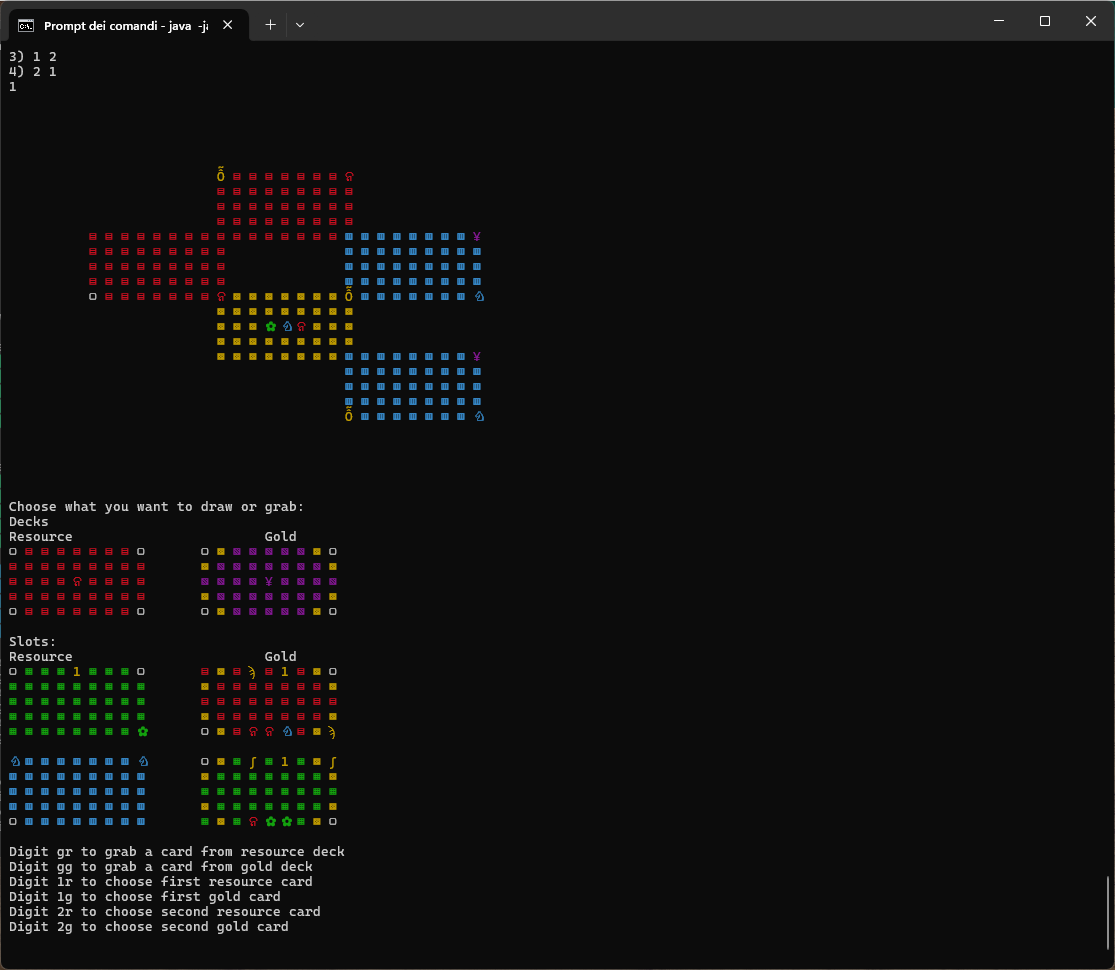 Prompt dei comandi - java -ja
3) 1 2
4) 2 1
1
Choose what you want to draw or grab:
Decks
Resource Gold
Slots:
Resource Gold
1 1
1
Digit gr to grab a card from resource deck
Digit gg to grab a card from gold deck
Digit 1r to choose first resource card
Digit 1g to choose first gold card
Digit 2r to choose second resource card
Digit 2g to choose second gold card